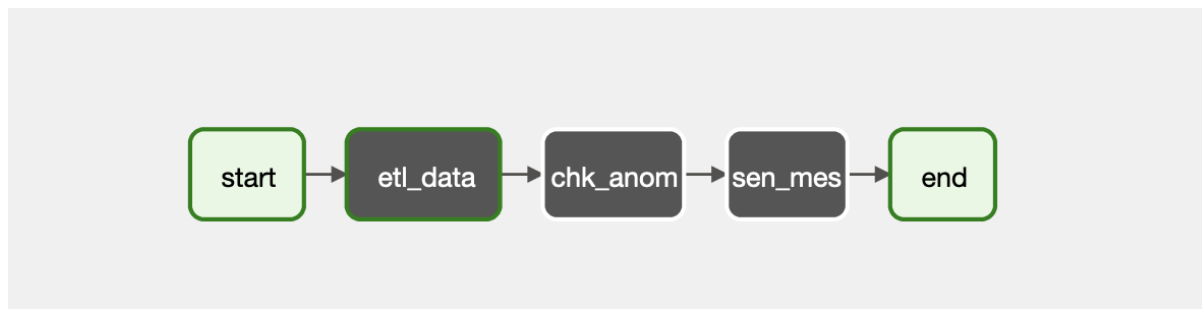 start
etl_data
chk_anom
sen_mes
end